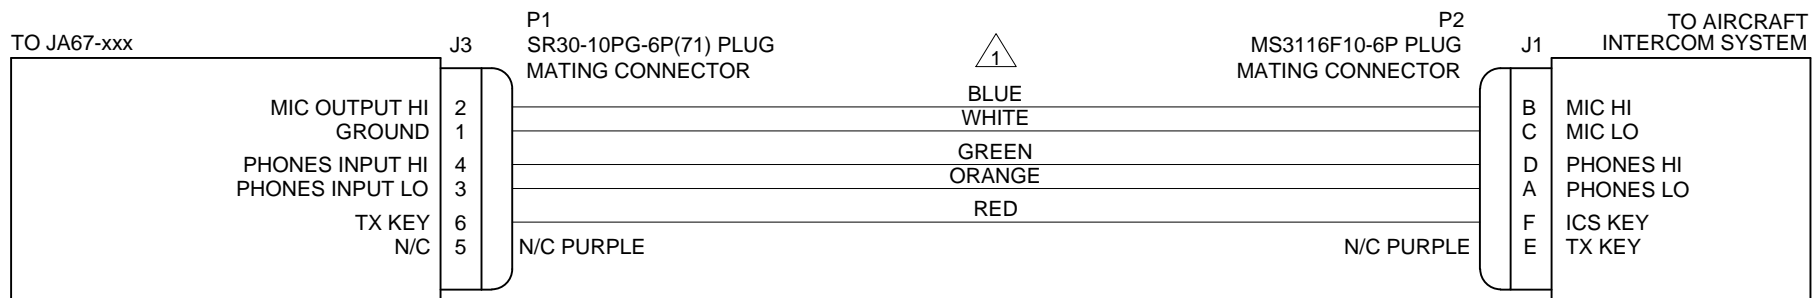 TO JA67-xxx
J3
P1
SR30-10PG-6P(71) PLUG
MATING CONNECTOR
1
P2
MS3116F10-6P PLUG
MATING CONNECTOR
J1
TO AIRCRAFT
INTERCOM SYSTEM
MIC OUTPUT HI 2 BLUE B MIC HI
GROUND 1 WHITE C MIC LO
PHONES INPUT HI 4 GREEN D PHONES HI
PHONES INPUT LO 3 ORANGE A PHONES LO
TX KEY 6 RED F ICS KEY
N/C 5 N/C PURPLE N/C PURPLE E TX KEY